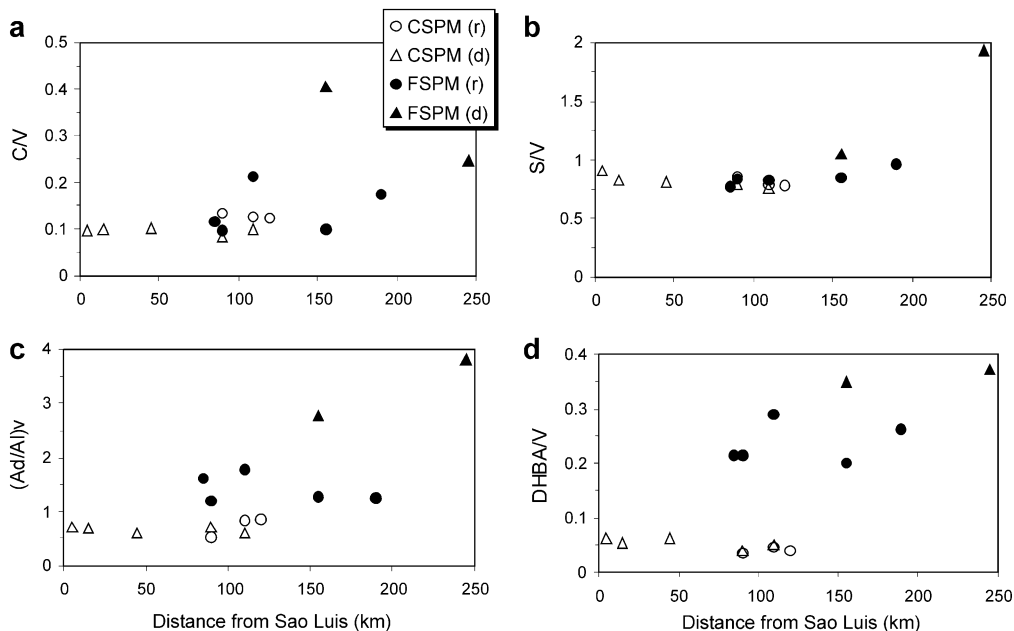 a
0.5
0.4
0.3
0.2
0.1
0
C/V
0 50 100 150 200 250
CSPM (r)
CSPM (d)
FSPM (r)
FSPM (d)
b
2
1.5
1
0.5
0
S/V
0 50 100 150 200 250
c
4
3
2
1
0
(Ad/Al)v
0 50 100 150 200 250
Distance from Sao Luis (km)
d
0.4
0.3
0.2
0.05
0
DHBA/V
0 50 100 150 200 250
Distance from Sao Luis (km)